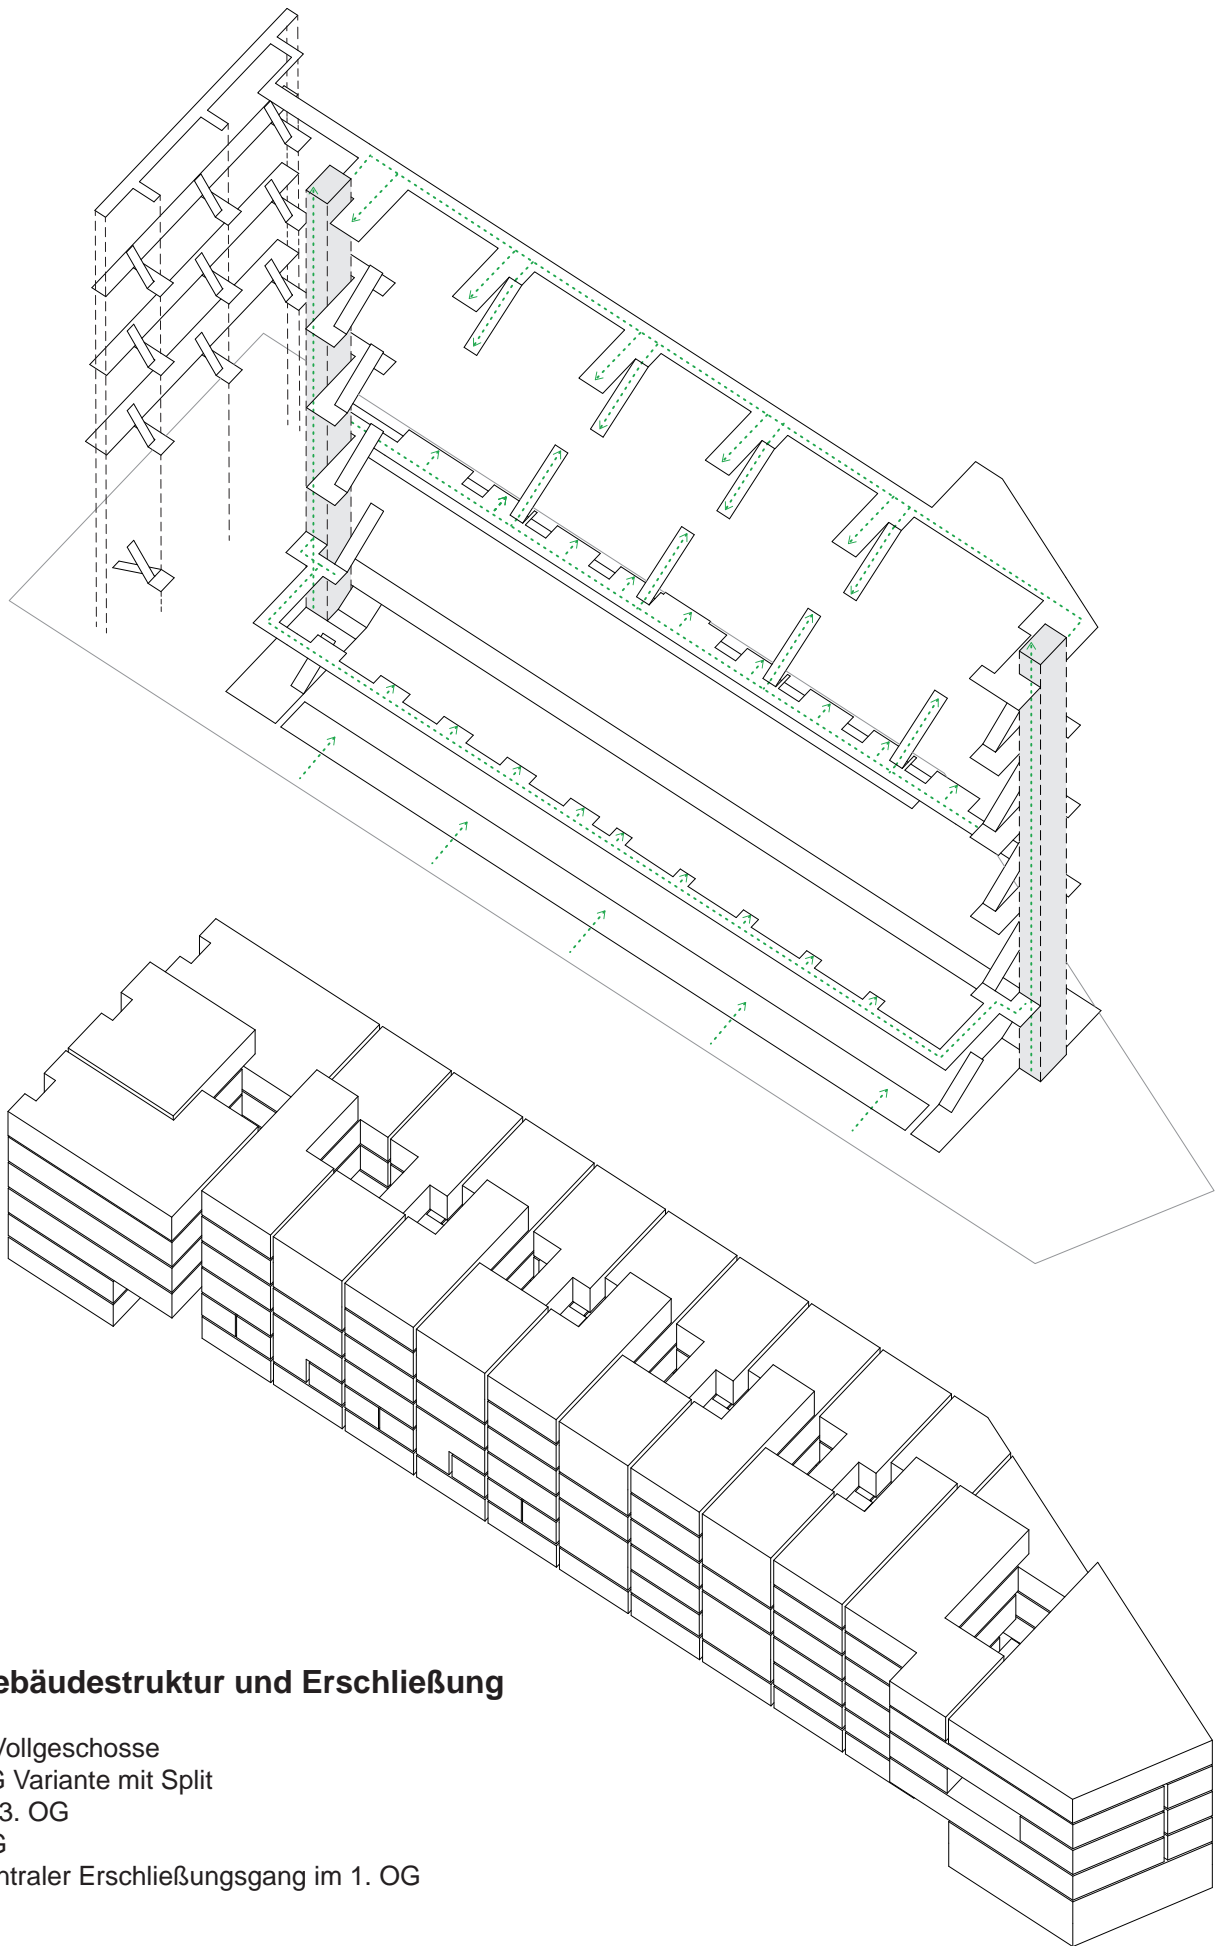 ebäudestruktur und Erschließung
Vollgeschosse
Variante mit Split
3. OG
ntraler Erschließungsgang im 1. OG